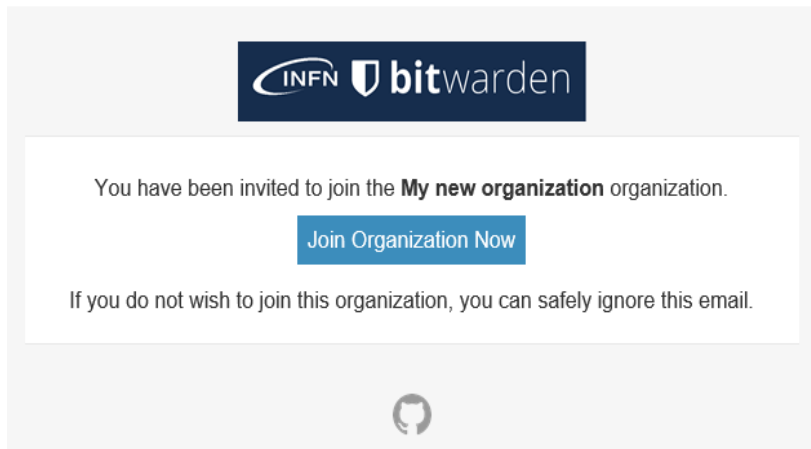 INFN bitwarden
You have been invited to join the My new organization organization.
Join Organization Now
If you do not wish to join this organization, you can safely ignore this email.